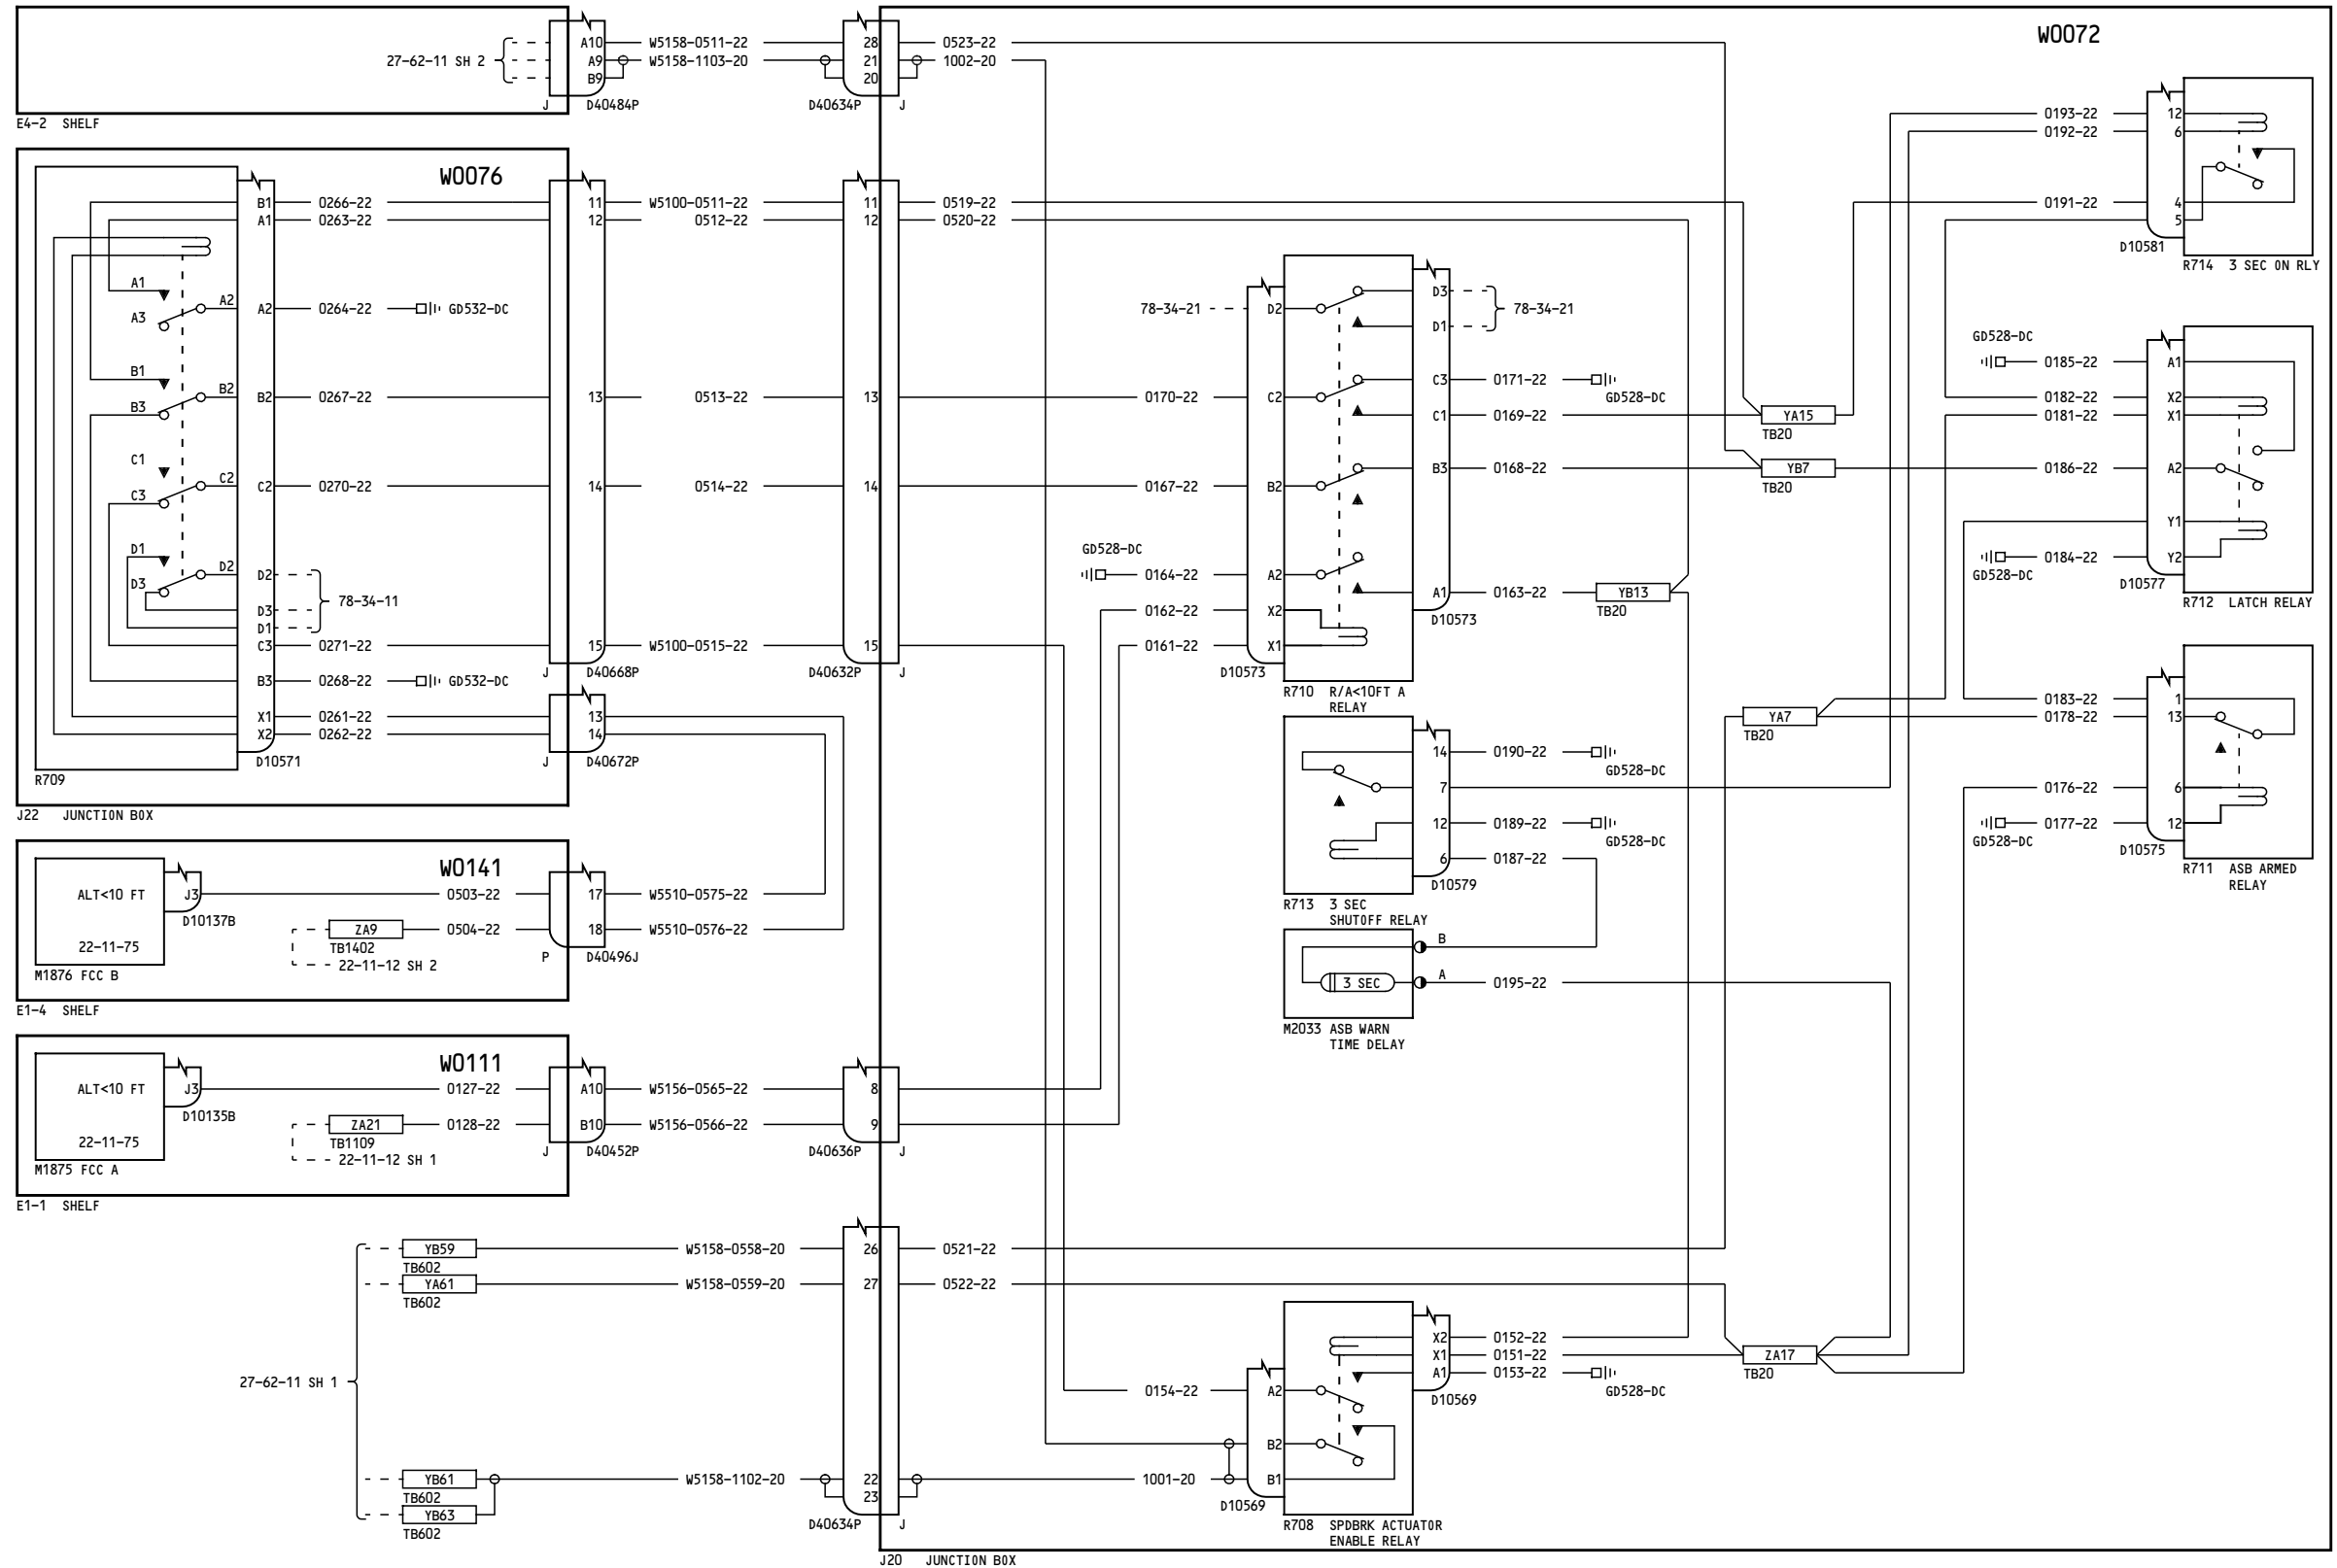 27-62-11 SH 2
A10
A9
B9
J
D40484P
W5158-0511-22
W5158-1103-20
28
21
20
D40634P
J
0523-22
1002-20
E4-2 SHELF
W0072
W0076
B1
A1
0266-22
0263-22
11
12
W5100-0511-22
0512-22
11
12
0519-22
0520-22
A1
A2
A3
A2
0264-22
GD532-DC
B1
B2
B3
B2
0267-22
13
0513-22
13
C1
C2
C3
C2
0270-22
14
0514-22
14
D1
D2
D3
D2
D3
D1
78-34-11
C3
0271-22
15
W5100-0515-22
15
J
D40668P
D40632P
J
B3
0268-22
GD532-DC
X1
X2
0261-22
0262-22
13
14
D10571
J
D40672P
R709
J22 JUNCTION BOX
W0141
ALT<10 FT
22-11-75
J3
D10137B
0503-22
17
W5510-0575-22
ZA9
TB1402
0504-22
18
W5510-0576-22
22-11-12 SH 2
P
D40496J
M1876 FCC B
E1-4 SHELF
W0111
ALT<10 FT
22-11-75
J3
D10135B
0127-22
A10
W5156-0565-22
8
ZA21
TB1109
0128-22
B10
W5156-0566-22
9
22-11-12 SH 1
J
D40452P
D40636P
J
M1875 FCC A
E1-1 SHELF
27-62-11 SH 1
YB59
TB602
YA61
TB602
YB61
TB602
YB63
TB602
W5158-0558-20
W5158-0559-20
W5158-1102-20
26
27
22
23
D40634P
J
0521-22
0522-22
1001-20
78-34-21
D2
D3
D1
78-34-21
0170-22
C2
C3
C1
0171-22
GD528-DC
0169-22
0167-22
B2
B3
0168-22
GD528-DC
0164-22
A2
A1
0163-22
YB13
TB20
0162-22
0161-22
X2
X1
D10573
D10573
R710 R/A<10FT A
RELAY
14
7
12
6
0190-22
GD528-DC
0189-22
GD528-DC
0187-22
D10579
R713 3 SEC
SHUTOFF RELAY
B
A
3 SEC
0195-22
M2033 ASB WARN
TIME DELAY
X2
X1
A1
0152-22
0151-22
0153-22
GD528-DC
D10569
0154-22
A2
B2
B1
D10569
R708 SPDBRK ACTUATOR
ENABLE RELAY
J20 JUNCTION BOX
YA15
TB20
YB7
TB20
YA7
TB20
ZA17
TB20
0193-22
0192-22
0191-22
12
6
4
5
D10581
R714 3 SEC ON RLY
GD528-DC
0185-22
0182-22
0181-22
0186-22
0184-22
GD528-DC
A1
X2
X1
A2
Y1
Y2
D10577
R712 LATCH RELAY
0183-22
0178-22
0176-22
0177-22
GD528-DC
1
13
6
12
D10575
R711 ASB ARMED
RELAY